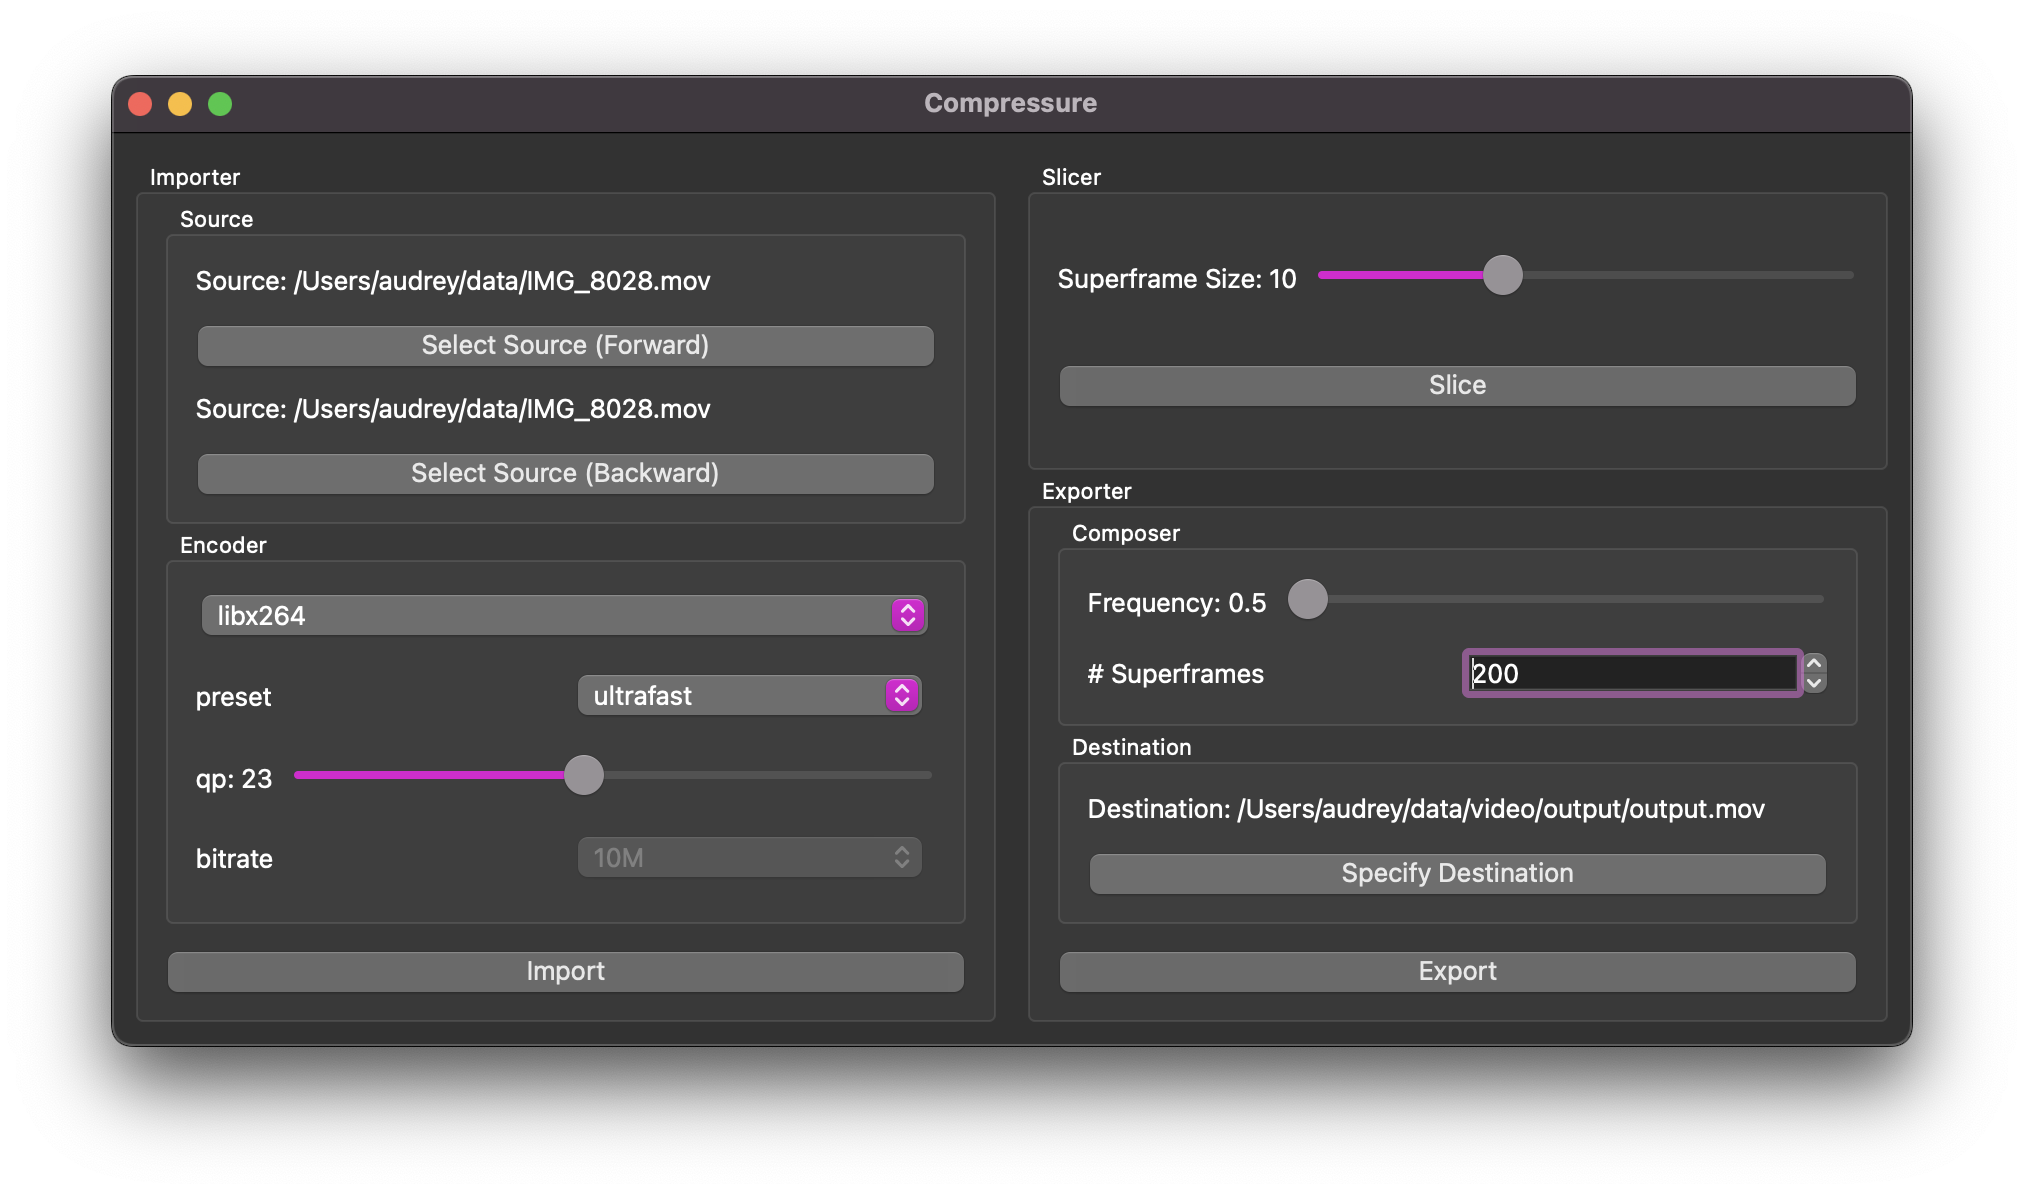 Compressure
Importer
Source
Source: /Users/audrey/data/IMG_8028.mov
Select Source (Forward)
Source: /Users/audrey/data/IMG_8028.mov
Select Source (Backward)
Encoder
libx264
preset
ultrafast
qp: 23
bitrate
10M
Import
Slicer
Superframe Size: 10
Slice
Exporter
Composer
Frequency: 0.5
# Superframes
200
Destination
Destination: /Users/audrey/data/video/output/output.mov
Specify Destination
Export